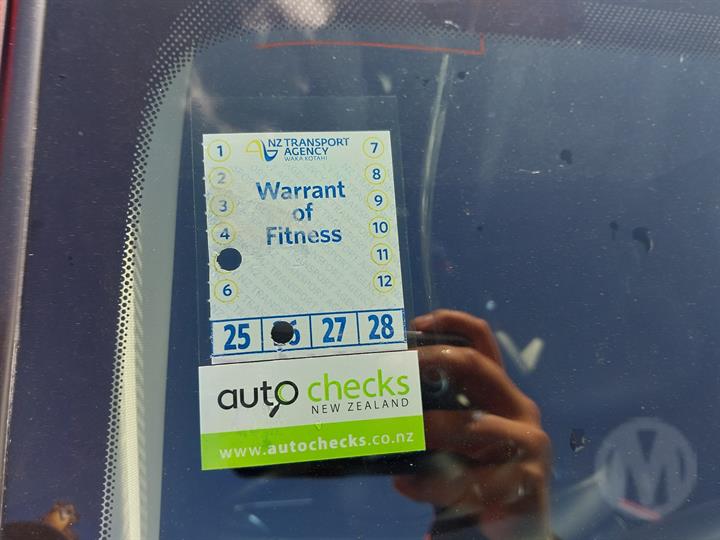 NZ TRANSPORT
AGENCY
WAKA KOTAHI
Warrant
of
Fitness
1
2
3
4
6
7
8
9
10
11
12
25 27 28
auto checks
NEW ZEALAND
www.autochecks.co.nz
M